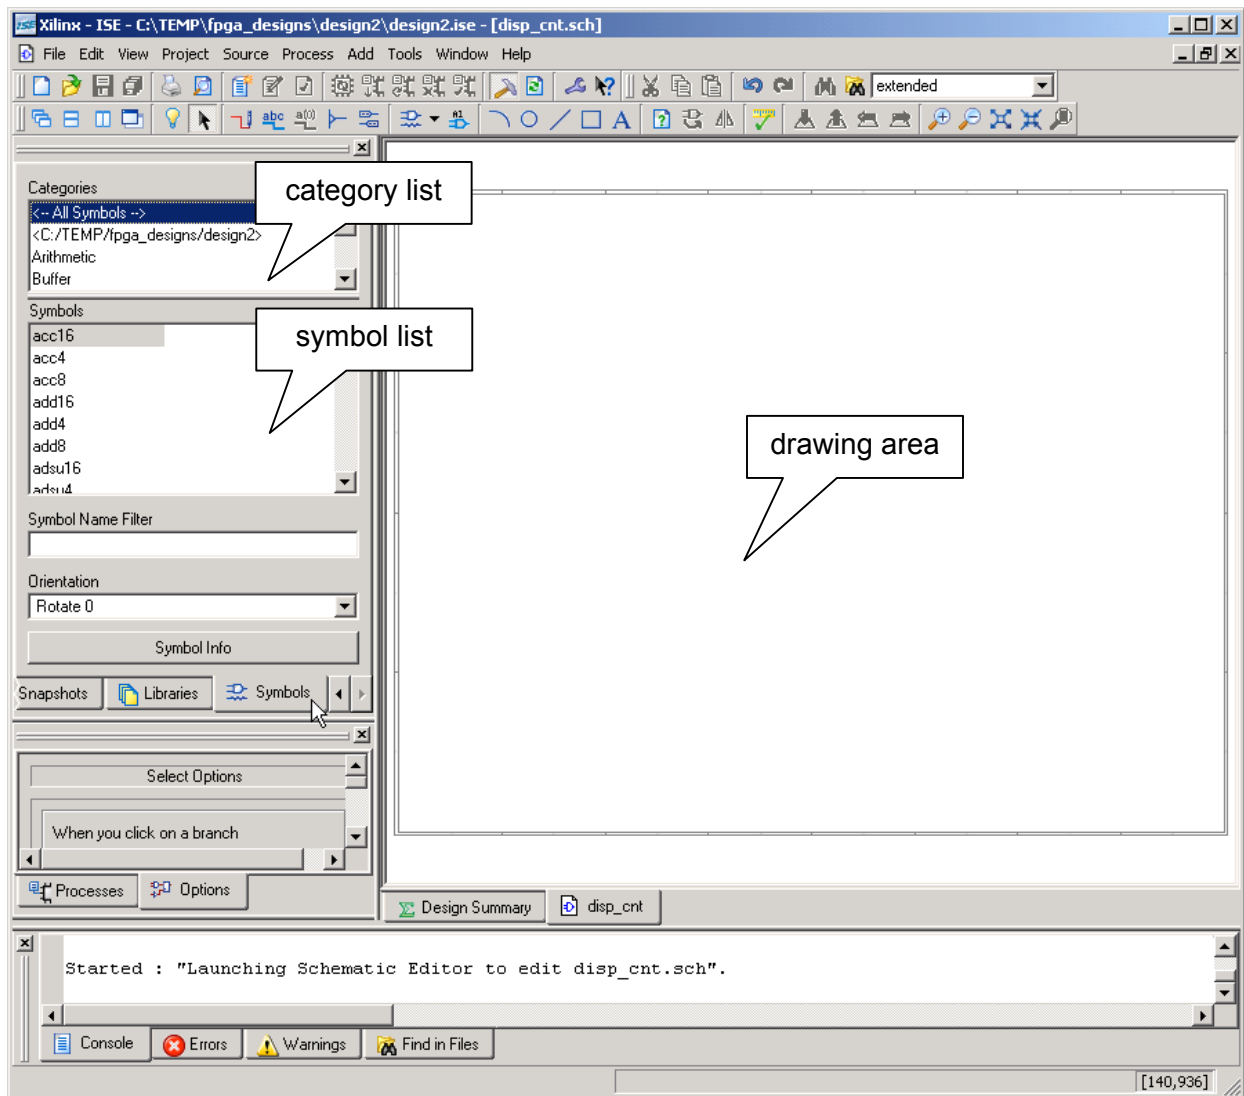 Xilinx - ISE - C:\TEMP\fpga_designs\design2\design2.ise - [disp_cnt.sch]
File Edit View Project Source Process Add Tools Window Help
extended
Categories
<-- All Symbols -->
<C:/TEMP/fpga_designs/design2>
Arithmetic
Buffer
category list
Symbols
acc16
acc4
acc8
add16
add4
add8
adsu16
adsu4
symbol list
drawing area
Symbol Name Filter
Orientation
Rotate 0
Symbol Info
Snapshots Libraries Symbols
Select Options
When you click on a branch
Processes Options
Design Summary disp_cnt
Started : "Launching Schematic Editor to edit disp_cnt.sch".
Console Errors Warnings Find in Files
[140,936]